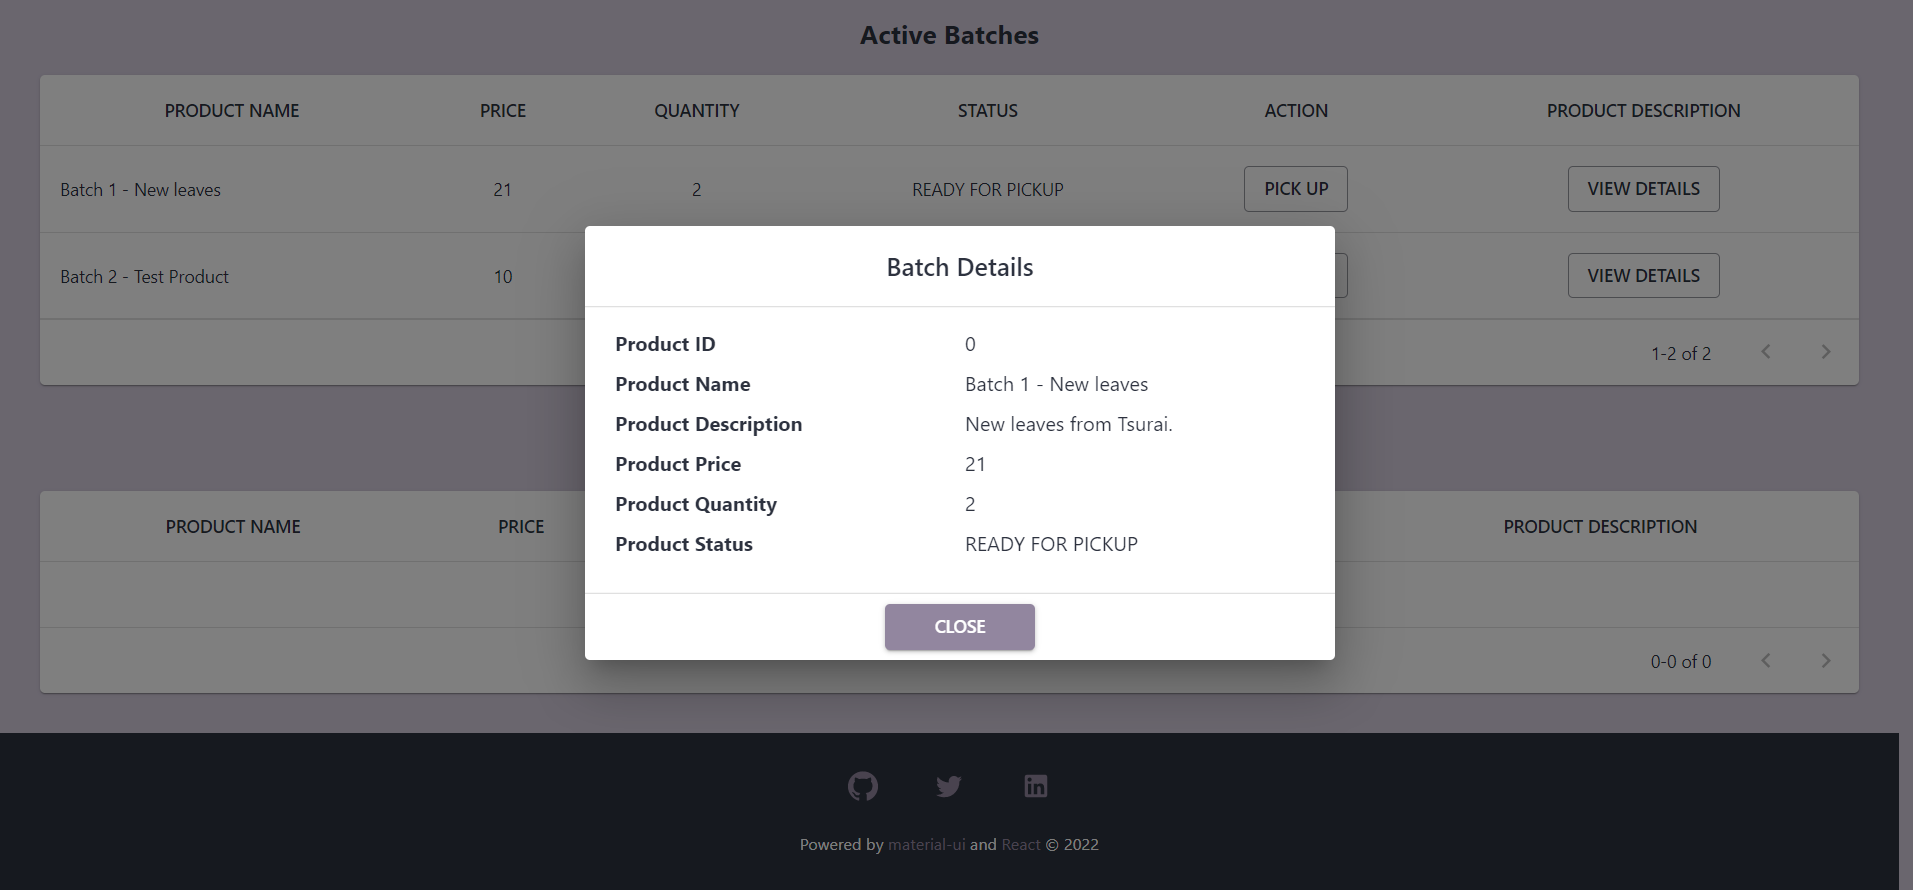 Active Batches
PRODUCT NAME PRICE QUANTITY STATUS ACTION PRODUCT DESCRIPTION
Batch 1 - New leaves 21 2 READY FOR PICKUP PICK UP VIEW DETAILS
Batch 2 - Test Product 10 VIEW DETAILS
1-2 of 2
Batch Details
Product ID 0
Product Name Batch 1 - New leaves
Product Description New leaves from Tsurai.
Product Price 21
Product Quantity 2
Product Status READY FOR PICKUP
CLOSE
PRODUCT NAME PRICE PRODUCT DESCRIPTION
0-0 of 0
Powered by material-ui and React © 2022